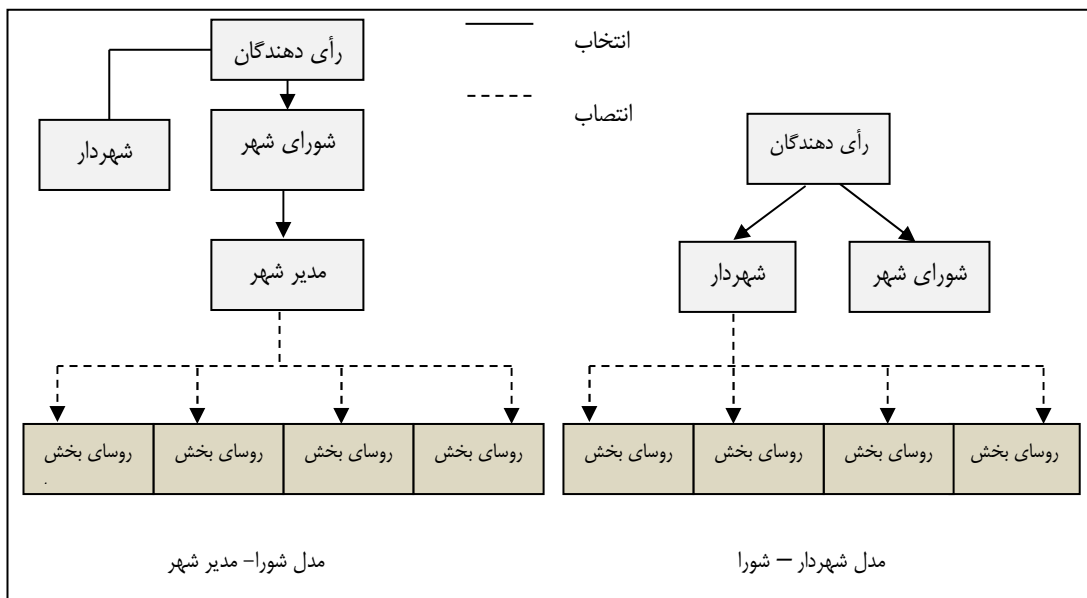 رأی دهندگان
انتخاب
انتصاب
شهردار
شورای شهر
مدیر شهر
روسای بخش
روسای بخش
روسای بخش
روسای بخش
.
مدل شورا– مدیر شهر
رأی دهندگان
شورای شهر
شهردار
روسای بخش
روسای بخش
روسای بخش
روسای بخش
مدل شهردار – شورا